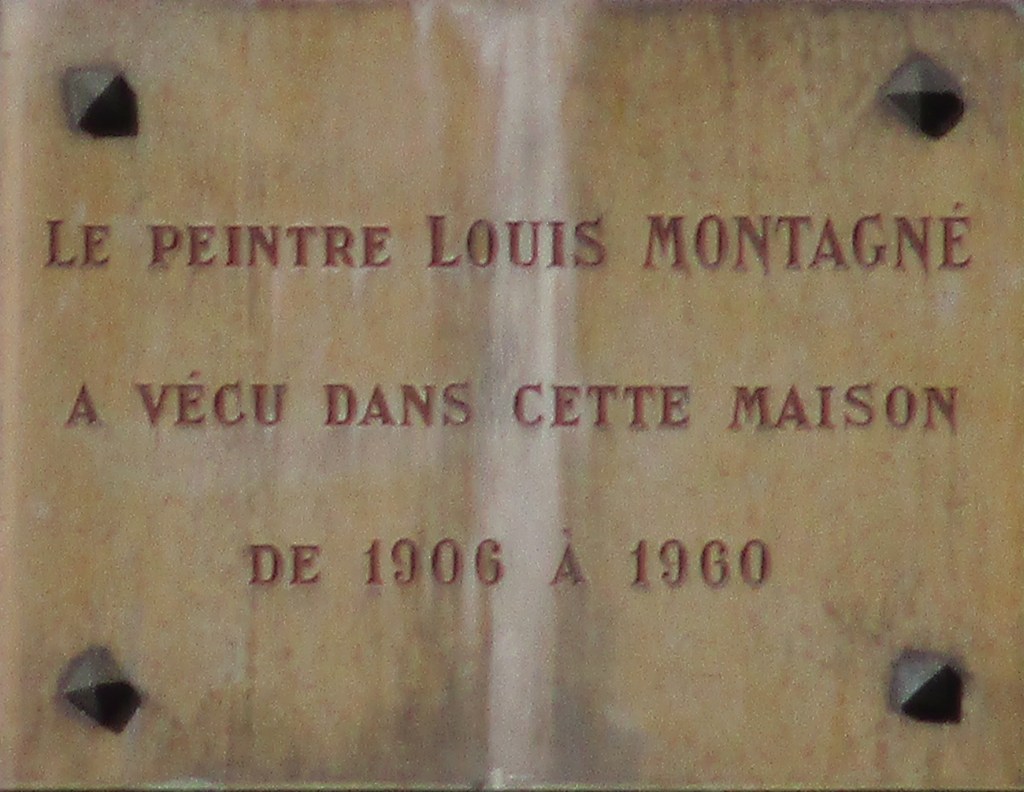 LE PEINTRE LOUIS MONTAGNÉ
A VÉCU DANS CETTE MAISON
DE 1906 À 1960